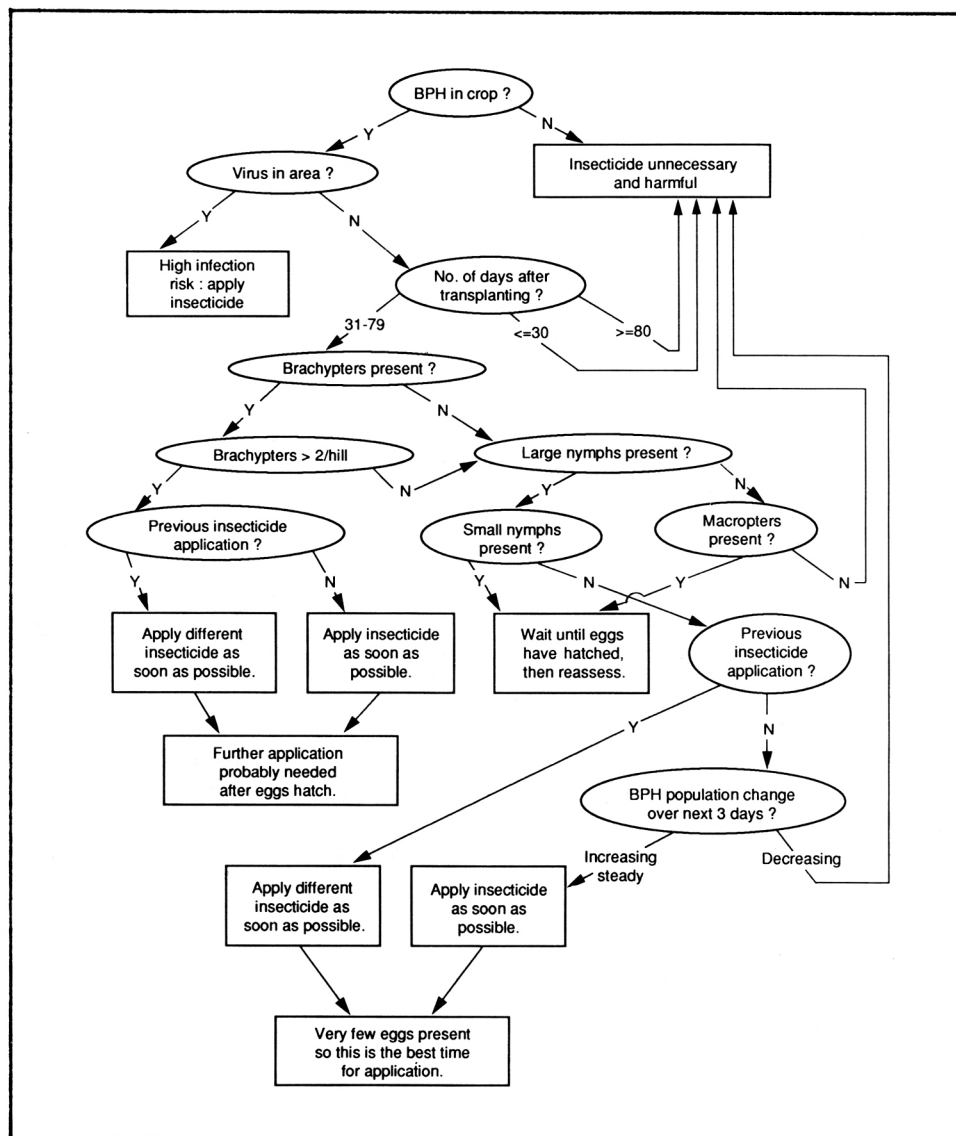 BPH in crop ?
Y
N
Virus in area ?
Insecticide unnecessary
and harmful
Y
N
High infection
risk : apply
insecticide
No. of days after
transplanting ?
31-79
<=30
>=80
Brachypters present ?
Y
N
Brachypters > 2/hill
Large nymphs present ?
Y
N
Y
N
Previous insecticide
application ?
Small nymphs
present ?
Macropters
present ?
Y
N
Y
N
Y
N
Apply different
insecticide as
soon as possible.
Apply insecticide
as soon as
possible.
Wait until eggs
have hatched,
then reassess.
Previous
insecticide
application ?
Y
N
Further application
probably needed
after eggs hatch.
BPH population change
over next 3 days ?
Increasing
steady
Decreasing
Apply different
insecticide as
soon as possible.
Apply insecticide
as soon as
possible.
Very few eggs present
so this is the best time
for application.